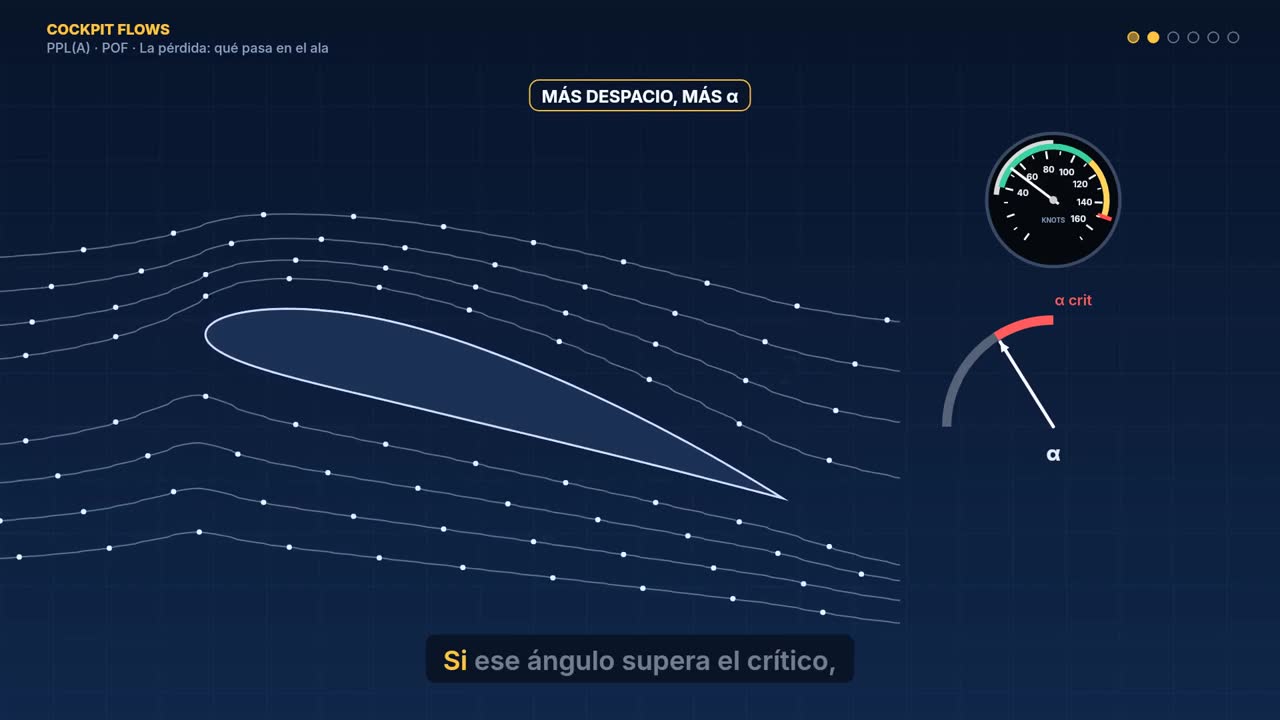 COCKPIT FLOWS
PPL(A) · POF · La pérdida: qué pasa en el ala
MÁS DESPACIO, MÁS α
40
60
80
100
120
140
160
KNOTS
α crit
α
Si ese ángulo supera el crítico,